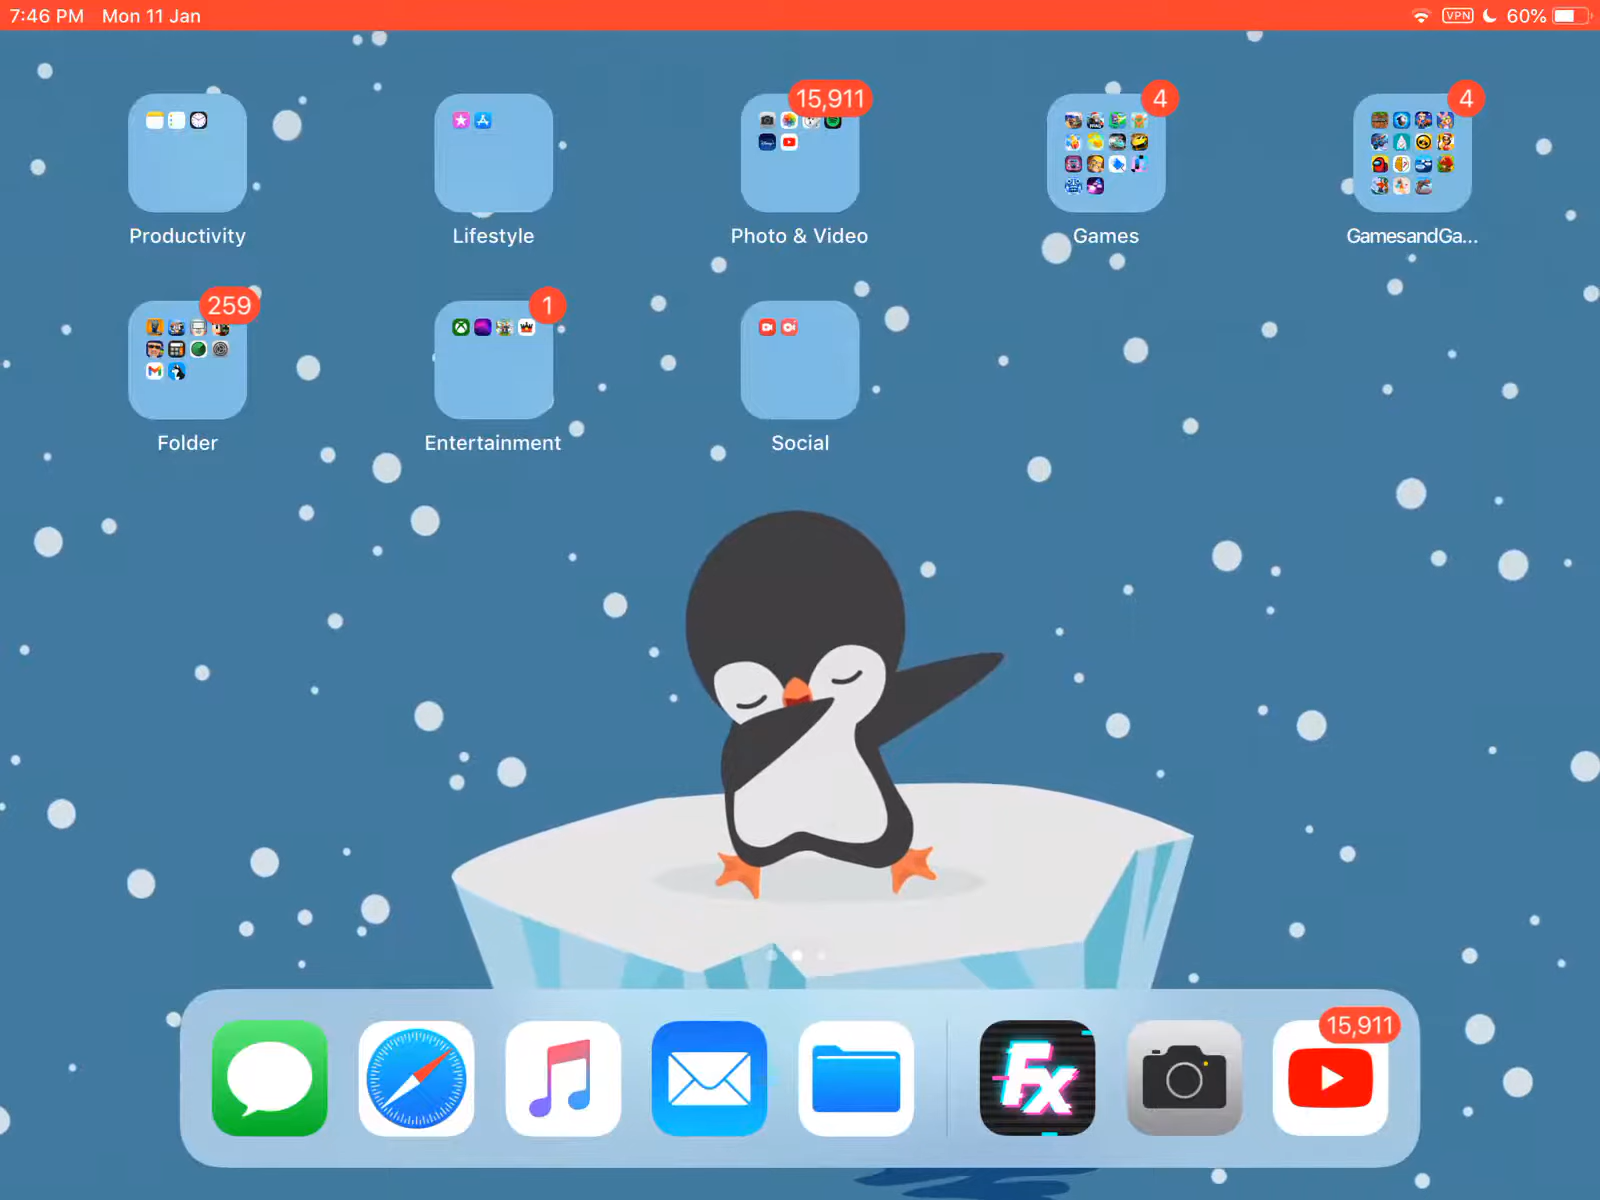 7:46 PM Mon 11 Jan
VPN 60%
15,911
4
4
Productivity
Lifestyle
Photo & Video
Games
GamesandGa...
259
1
Folder
Entertainment
Social
Fx
15,911